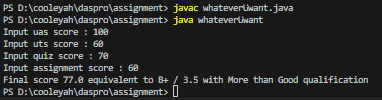 PS D:\cooleyah\daspro\assignment> javac whateverUwant.java
PS D:\cooleyah\daspro\assignment> java whateverUwant
Input uas score : 100
Input uts score : 60
Input quiz score : 70
Input assignment score : 60
Final score 77.0 equivalent to B+ / 3.5 with More than Good qualification
PS D:\cooleyah\daspro\assignment>